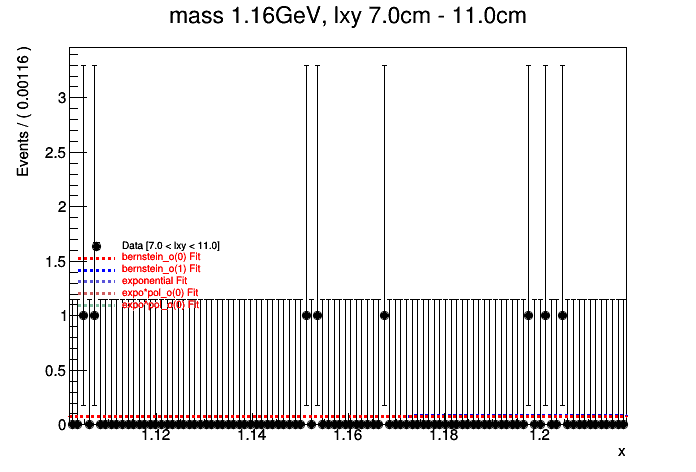 mass 1.16GeV, lxy 7.0cm - 11.0cm
Events / ( 0.00116 )
3
2.5
2
Data [7.0 < lxy < 11.0]
bernstein_o(0) Fit
1.5
bernstein_o(1) Fit
exponential Fit
expo*pol_o(0) Fit
1
0.5
0
1.12 1.14 1.16 1.18 1.2
x